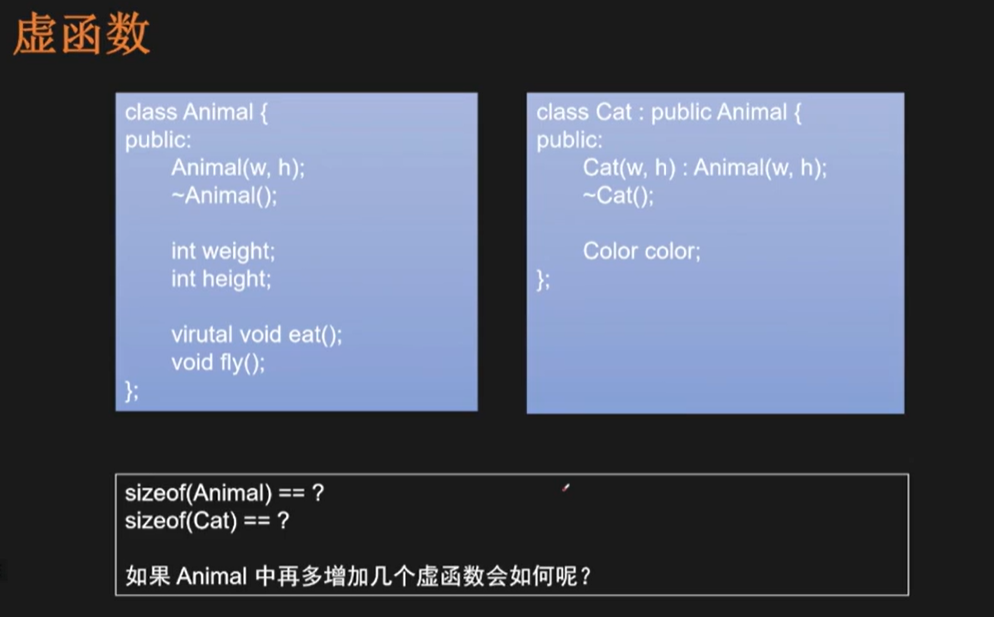 虚函数
class Animal {
public:
Animal(w, h);
~Animal();
int weight;
int height;
virutal void eat();
void fly();
};
class Cat : public Animal {
public:
Cat(w, h) : Animal(w, h);
~Cat();
Color color;
};
sizeof(Animal) == ?
sizeof(Cat) == ?
如果 Animal 中再多增加几个虚函数会如何呢?